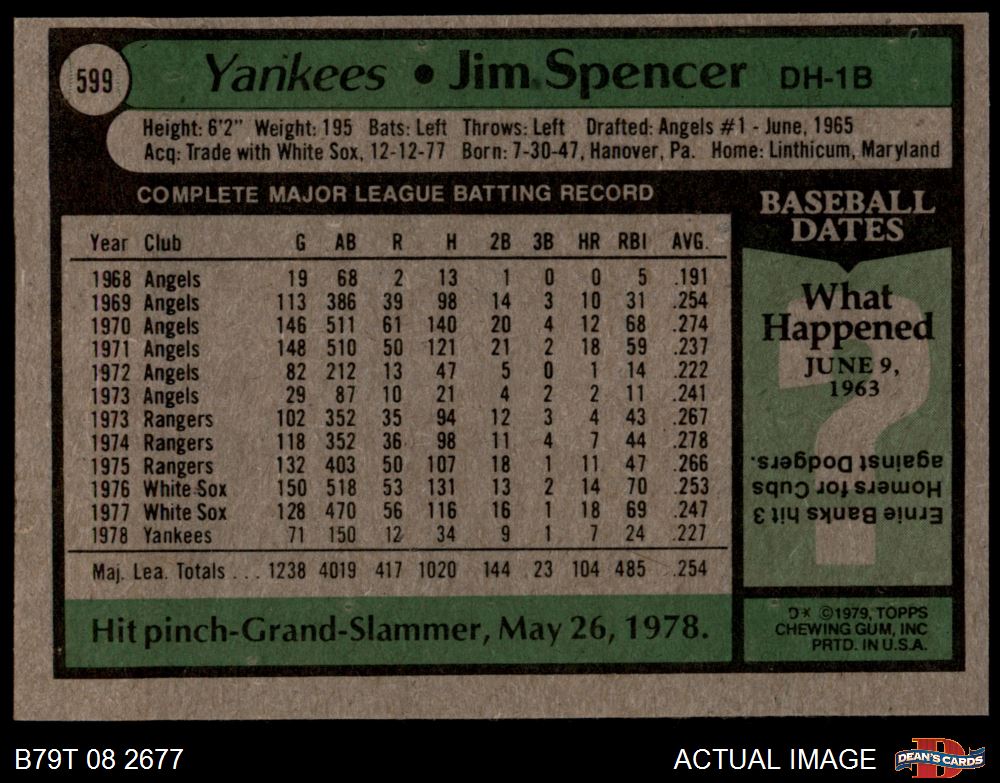 599
Yankees • Jim Spencer DH-1B
Height: 6'2" Weight: 195 Bats: Left Throws: Left Drafted: Angels #1 - June, 1965
Acq: Trade with White Sox, 12-12-77 Born: 7-30-47, Hanover, Pa. Home: Linthicum, Maryland
COMPLETE MAJOR LEAGUE BATTING RECORD
Year Club G AB R H 2B 3B HR RBI AVG.
1968 Angels 19 68 2 13 1 0 0 5 .191
1969 Angels 113 386 39 98 14 3 10 31 .254
1970 Angels 146 511 61 140 20 4 12 68 .274
1971 Angels 148 510 50 121 21 2 18 59 .237
1972 Angels 82 212 13 47 5 0 1 14 .222
1973 Angels 29 87 10 21 4 2 2 11 .241
1973 Rangers 102 352 35 94 12 3 4 43 .267
1974 Rangers 118 352 36 98 11 4 7 44 .278
1975 Rangers 132 403 50 107 18 1 11 47 .266
1976 White Sox 150 518 53 131 13 2 14 70 .253
1977 White Sox 128 470 56 116 16 1 18 69 .247
1978 Yankees 71 150 12 34 9 1 7 24 .227
Maj. Lea. Totals ... 1238 4019 417 1020 144 23 104 485 .254
Hit pinch-Grand-Slammer, May 26, 1978.
BASEBALL
DATES
What
Happened
JUNE 9,
1963
?
Ernie Banks hit 3
Homers for Cubs
against Dodgers.
D* ©1979, TOPPS
CHEWING GUM, INC
PRTD. IN U.S.A.
B79T 08 2677
ACTUAL IMAGE
D
DEAN'S CARDS